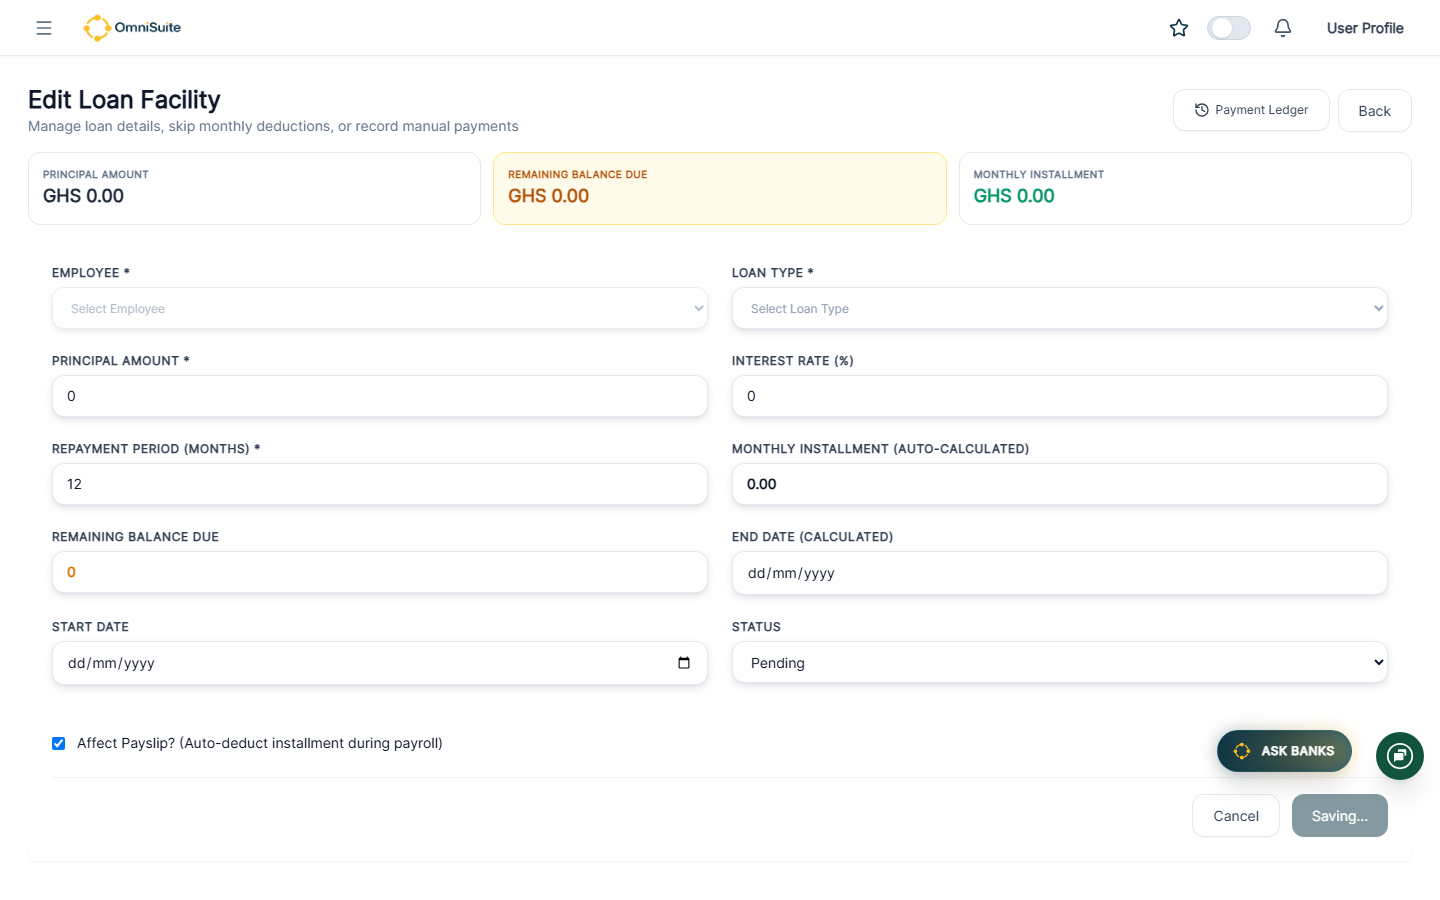 OmniSuite
User Profile
Edit Loan Facility
Manage loan details, skip monthly deductions, or record manual payments
Payment Ledger
Back
PRINCIPAL AMOUNT
GHS 0.00
REMAINING BALANCE DUE
GHS 0.00
MONTHLY INSTALLMENT
GHS 0.00
EMPLOYEE *
Select Employee
LOAN TYPE *
Select Loan Type
PRINCIPAL AMOUNT *
0
INTEREST RATE (%)
0
REPAYMENT PERIOD (MONTHS) *
12
MONTHLY INSTALLMENT (AUTO-CALCULATED)
0.00
REMAINING BALANCE DUE
0
END DATE (CALCULATED)
dd/mm/yyyy
START DATE
dd/mm/yyyy
STATUS
Pending
Affect Payslip? (Auto-deduct installment during payroll)
ASK BANKS
Cancel
Saving...